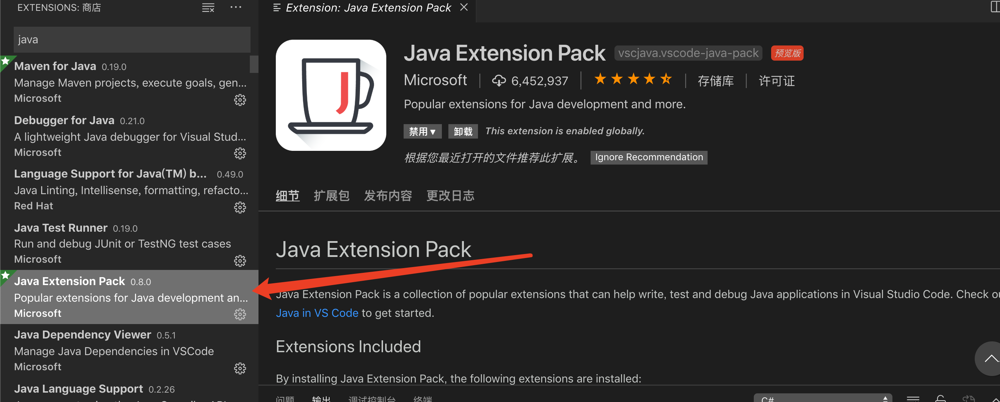 EXTENSIONS: 商店
java
Maven for Java 0.19.0
Manage Maven projects, execute goals, gen...
Microsoft
Debugger for Java 0.21.0
A lightweight Java debugger for Visual Stud...
Microsoft
Language Support for Java(TM) b... 0.49.0
Java Linting, Intellisense, formatting, refacto...
Red Hat
Java Test Runner 0.19.0
Run and debug JUnit or TestNG test cases
Microsoft
Java Extension Pack 0.8.0
Popular extensions for Java development an...
Microsoft
Java Dependency Viewer 0.5.1
Manage Java Dependencies in VSCode
Microsoft
Java Language Support 0.2.26
Extension: Java Extension Pack
Java Extension Pack vscjava.vscode-java-pack 预览版
Microsoft 6,452,937 存储库 许可证
Popular extensions for Java development and more.
禁用 卸载 This extension is enabled globally.
根据您最近打开的文件推荐此扩展。 Ignore Recommendation
细节 扩展包 发布内容 更改日志
Java Extension Pack
Java Extension Pack is a collection of popular extensions that can help write, test and debug Java applications in Visual Studio Code. Check
Java in VS Code to get started.
Extensions Included
By installing Java Extension Pack, the following extensions are installed:
问题 输出 调试控制台 终端 C#